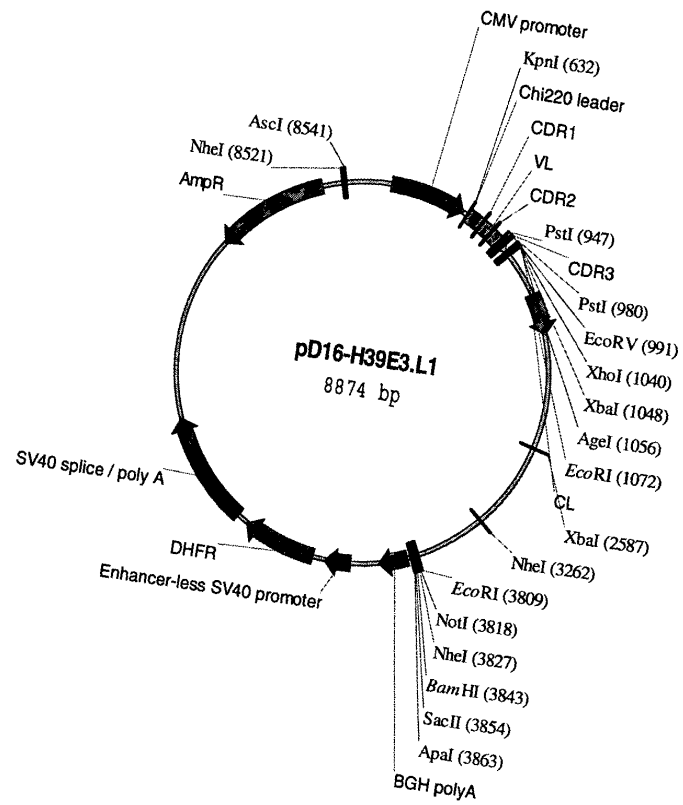 CMV promoter
KpnI (632)
Chi220 leader
CDR1
VL
CDR2
PstI (947)
CDR3
PstI (980)
EcoRV (991)
XhoI (1040)
XbaI (1048)
AgeI (1056)
EcoRI (1072)
CL
XbaI (2587)
NheI (3262)
EcoRI (3809)
NotI (3818)
NheI (3827)
BamHI (3843)
SacII (3854)
ApaI (3863)
BGH polyA
Enhancer-less SV40 promoter
DHFR
SV40 splice / poly A
AmpR
NheI (8521)
AscI (8541)
pD16-H39E3.L1
8874 bp